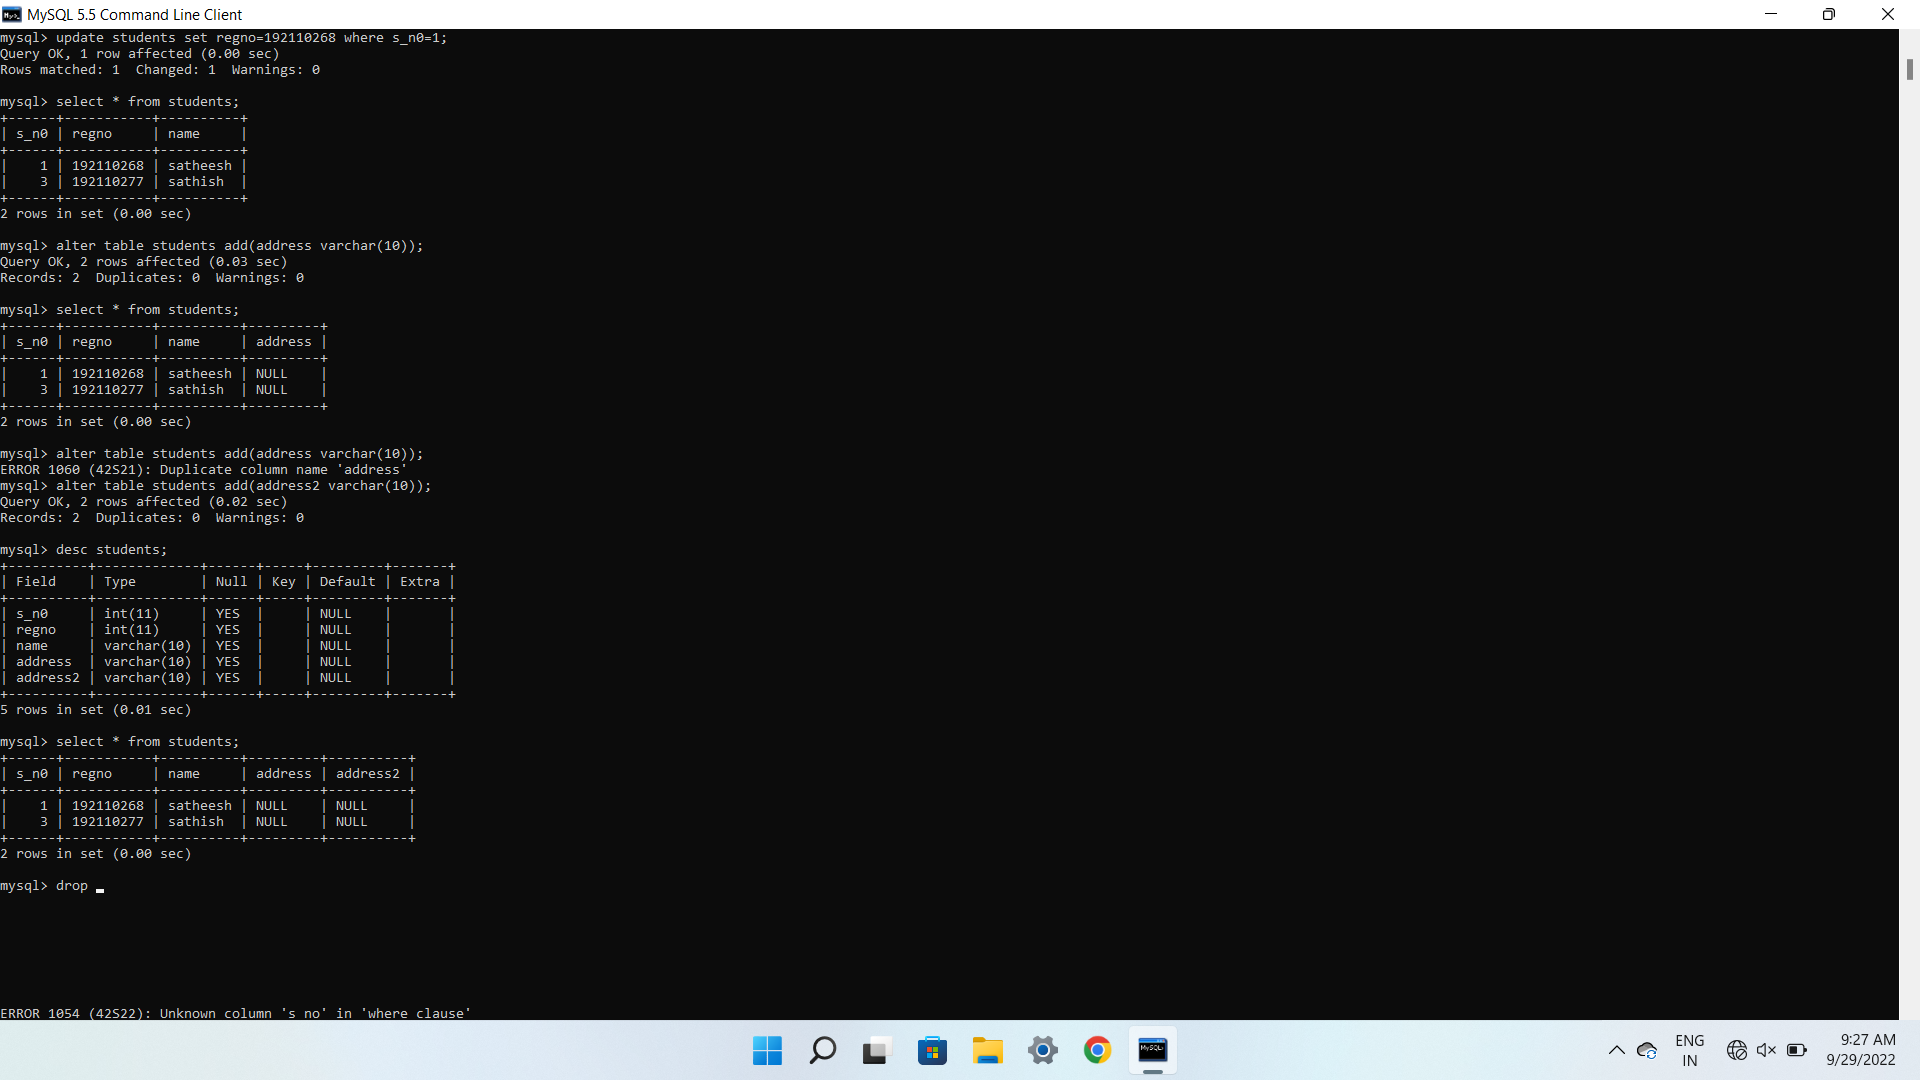 MySQL 5.5 Command Line Client
mysql> update students set regno=192110268 where s_n0=1;
Query OK, 1 row affected (0.00 sec)
Rows matched: 1  Changed: 1  Warnings: 0
mysql> select * from students;
+------+-----------+----------+
| s_n0 | regno     | name     |
+------+-----------+----------+
|    1 | 192110268 | satheesh |
|    3 | 192110277 | sathish  |
+------+-----------+----------+
2 rows in set (0.00 sec)
mysql> alter table students add(address varchar(10));
Query OK, 2 rows affected (0.03 sec)
Records: 2  Duplicates: 0  Warnings: 0
mysql> select * from students;
+------+-----------+----------+---------+
| s_n0 | regno     | name     | address |
+------+-----------+----------+---------+
|    1 | 192110268 | satheesh | NULL    |
|    3 | 192110277 | sathish  | NULL    |
+------+-----------+----------+---------+
2 rows in set (0.00 sec)
mysql> alter table students add(address varchar(10));
ERROR 1060 (42S21): Duplicate column name 'address'
mysql> alter table students add(address2 varchar(10));
Query OK, 2 rows affected (0.02 sec)
Records: 2  Duplicates: 0  Warnings: 0
mysql> desc students;
+----------+-------------+------+-----+---------+-------+
| Field    | Type        | Null | Key | Default | Extra |
+----------+-------------+------+-----+---------+-------+
| s_n0     | int(11)     | YES  |     | NULL    |       |
| regno    | int(11)     | YES  |     | NULL    |       |
| name     | varchar(10) | YES  |     | NULL    |       |
| address  | varchar(10) | YES  |     | NULL    |       |
| address2 | varchar(10) | YES  |     | NULL    |       |
+----------+-------------+------+-----+---------+-------+
5 rows in set (0.01 sec)
mysql> select * from students;
+------+-----------+----------+---------+----------+
| s_n0 | regno     | name     | address | address2 |
+------+-----------+----------+---------+----------+
|    1 | 192110268 | satheesh | NULL    | NULL     |
|    3 | 192110277 | sathish  | NULL    | NULL     |
+------+-----------+----------+---------+----------+
2 rows in set (0.00 sec)
mysql> drop _
ERROR 1054 (42S22): Unknown column 's no' in 'where clause'
MySQL
ENG
IN
9:27 AM
9/29/2022